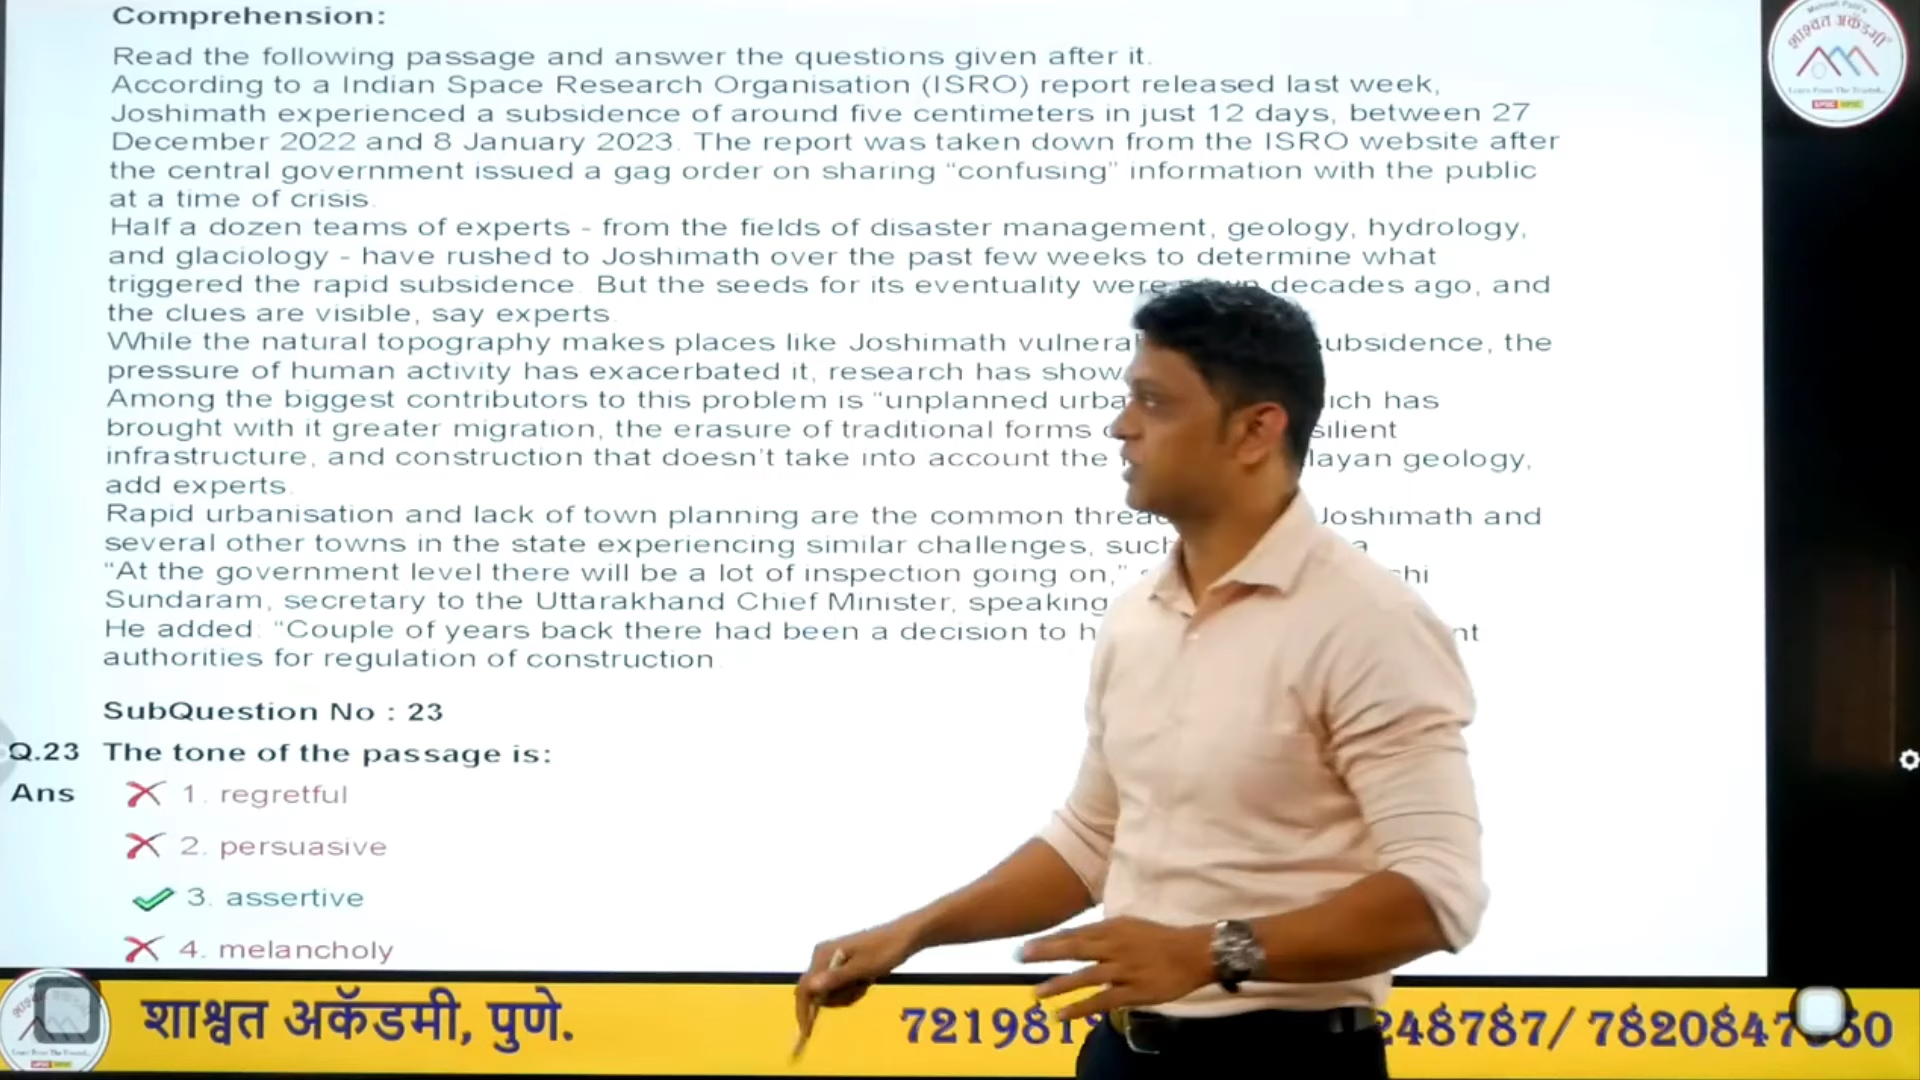 Comprehension:
Read the following passage and answer the questions given after it.
According to a Indian Space Research Organisation (ISRO) report released last week,
Joshimath experienced a subsidence of around five centimeters in just 12 days, between 27
December 2022 and 8 January 2023. The report was taken down from the ISRO website after
the central government issued a gag order on sharing "confusing" information with the public
at a time of crisis.
Half a dozen teams of experts - from the fields of disaster management, geology, hydrology,
and glaciology - have rushed to Joshimath over the past few weeks to determine what
triggered the rapid subsidence. But the seeds for its eventuality were decades ago, and
the clues are visible, say experts.
While the natural topography makes places like Joshimath subsidence, the
pressure of human activity has exacerbated it, research has
Among the biggest contributors to this problem is "unplanned has
brought with it greater migration, the erasure of traditional forms
infrastructure, and construction that doesn't take into account the geology,
add experts.
Rapid urbanisation and lack of town planning are the common Joshimath and
several other towns in the state experiencing similar challenges, such
"At the government level there will be a lot of inspection going on,"
Sundaram, secretary to the Uttarakhand Chief Minister, speaking
He added: "Couple of years back there had been a decision to
authorities for regulation of construction.
SubQuestion No : 23
Q.23 The tone of the passage is:
Ans 1. regretful
2. persuasive
3. assertive
4. melancholy
शाश्वत अकॅडमी, पुणे.
शाश्वत अकॅडमी